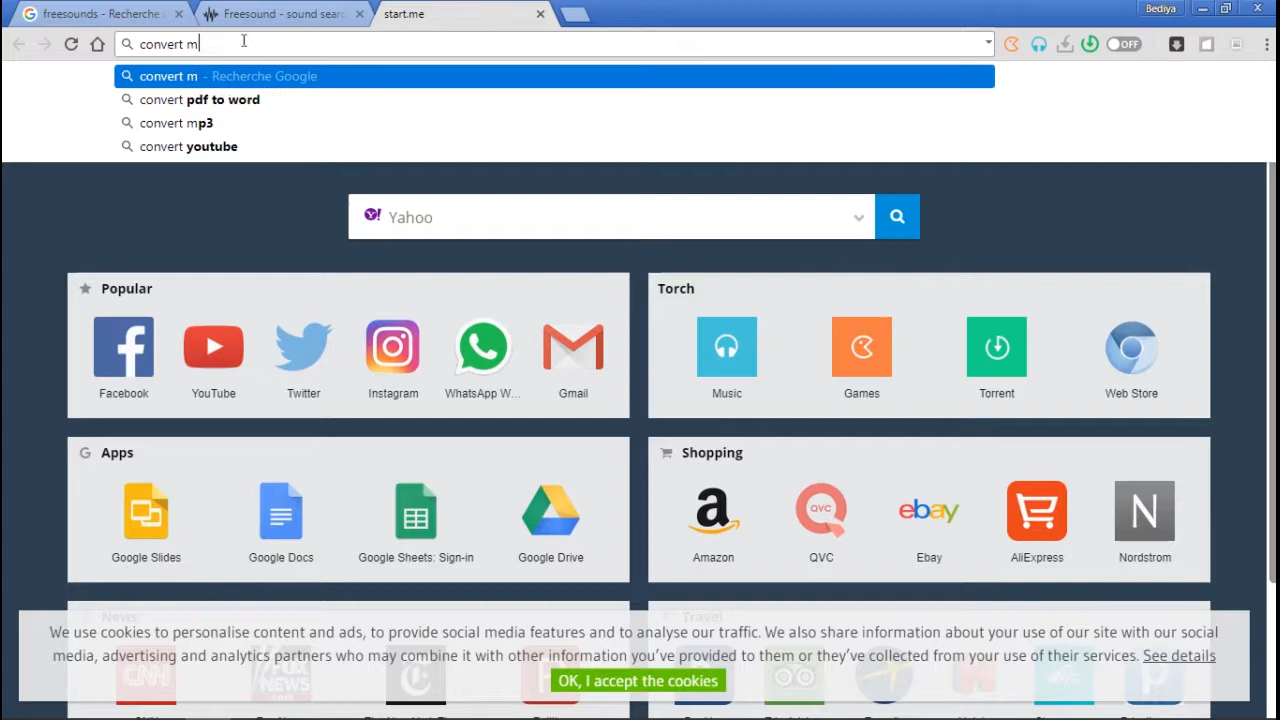 freesounds - Recherche
Freesound - sound sear
start.me
Bediya
convert m
OFF
convert m - Recherche Google
convert pdf to word
convert mp3
convert youtube
Yahoo
Popular
Torch
Facebook
YouTube
Twitter
Instagram
WhatsApp W...
Gmail
Music
Games
Torrent
Web Store
Apps
Shopping
Google Slides
Google Docs
Google Sheets: Sign-in
Google Drive
Amazon
QVC
Ebay
AliExpress
Nordstrom
News
Travel
We use cookies to personalise content and ads, to provide social media features and to analyse our traffic. We also share information about your use of our site with our social
media, advertising and analytics partners who may combine it with other information you've provided to them or they've collected from your use of their services. See details
OK, I accept the cookies